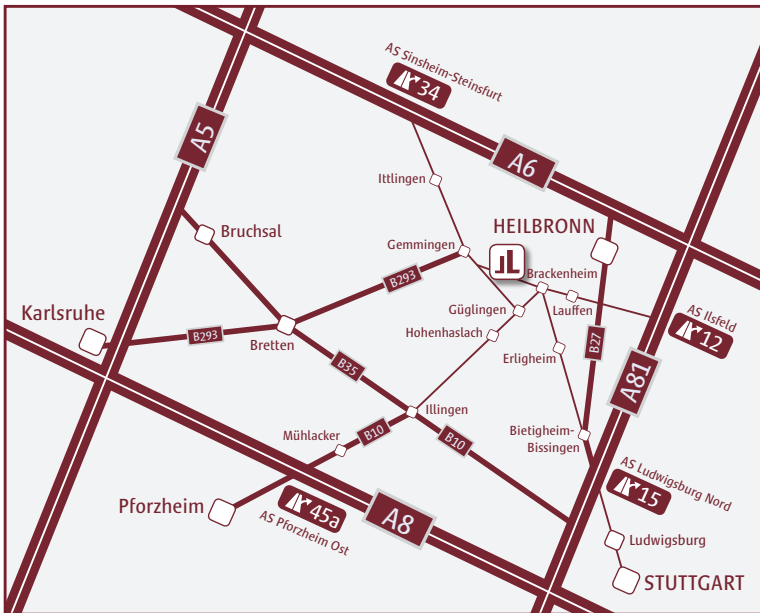 AS Sinsheim-Steinsfurt
34
A5
A6
Ittlingen
HEILBRONN
Bruchsal
Gemmingen
Brackenheim
B293
Karlsruhe
Güglingen
Lauffen
AS Ilsfeld
12
B293
Bretten
Hohenhaslach
B27
Erligheim
B35
A81
Illingen
Mühlacker
B10
B10
Bietigheim-
Bissingen
AS Ludwigsburg Nord
15
Pforzheim
45a
AS Pforzheim Ost
A8
Ludwigsburg
STUTTGART